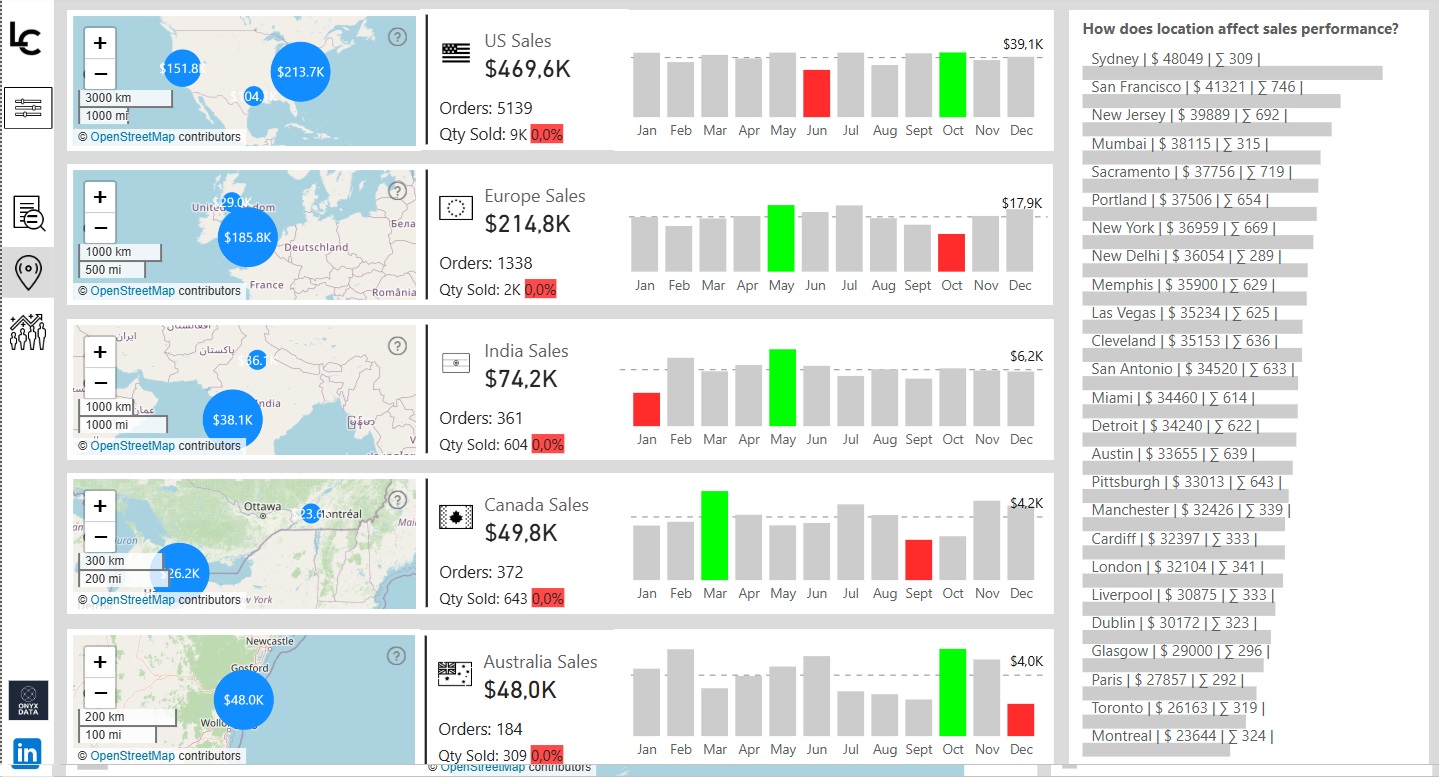 LC
+
−
3000 km
1000 mi
© OpenStreetMap contributors
$213.7K
?
US Sales
$469,6K
Orders: 5139
Qty Sold: 9K 0,0%
$39,1K
Jan Feb Mar Apr May Jun Jul Aug Sept Oct Nov Dec
+
−
1000 km
500 mi
© OpenStreetMap contributors
$29.0K
$185.8K
Deutschland
France
România
Бела
?
Europe Sales
$214,8K
Orders: 1338
Qty Sold: 2K 0,0%
$17,9K
Jan Feb Mar Apr May Jun Jul Aug Sept Oct Nov Dec
+
−
1000 km
1000 mi
© OpenStreetMap contributors
ایران
پاکستان
$38.1K
India
?
India Sales
$74,2K
Orders: 361
Qty Sold: 604 0,0%
$6,2K
Jan Feb Mar Apr May Jun Jul Aug Sept Oct Nov Dec
+
−
300 km
200 mi
© OpenStreetMap contributors
Ottawa
?
Canada Sales
$49,8K
Orders: 372
Qty Sold: 643 0,0%
$4,2K
Jan Feb Mar Apr May Jun Jul Aug Sept Oct Nov Dec
+
−
200 km
100 mi
© OpenStreetMap contributors
Newcastle
Gosford
$48.0K
?
Australia Sales
$48,0K
Orders: 184
Qty Sold: 309 0,0%
$4,0K
Jan Feb Mar Apr May Jun Jul Aug Sept Oct Nov Dec
© OpenStreetMap contributors
ONYX
DATA
in
How does location affect sales performance?
Sydney | $ 48049 | ∑ 309 |
San Francisco | $ 41321 | ∑ 746 |
New Jersey | $ 39889 | ∑ 692 |
Mumbai | $ 38115 | ∑ 315 |
Sacramento | $ 37756 | ∑ 719 |
Portland | $ 37506 | ∑ 654 |
New York | $ 36959 | ∑ 669 |
New Delhi | $ 36054 | ∑ 289 |
Memphis | $ 35900 | ∑ 629 |
Las Vegas | $ 35234 | ∑ 625 |
Cleveland | $ 35153 | ∑ 636 |
San Antonio | $ 34520 | ∑ 633 |
Miami | $ 34460 | ∑ 614 |
Detroit | $ 34240 | ∑ 622 |
Austin | $ 33655 | ∑ 639 |
Pittsburgh | $ 33013 | ∑ 643 |
Manchester | $ 32426 | ∑ 339 |
Cardiff | $ 32397 | ∑ 333 |
London | $ 32104 | ∑ 341 |
Liverpool | $ 30875 | ∑ 333 |
Dublin | $ 30172 | ∑ 323 |
Glasgow | $ 29000 | ∑ 296 |
Paris | $ 27857 | ∑ 292 |
Toronto | $ 26163 | ∑ 319 |
Montreal | $ 23644 | ∑ 324 |